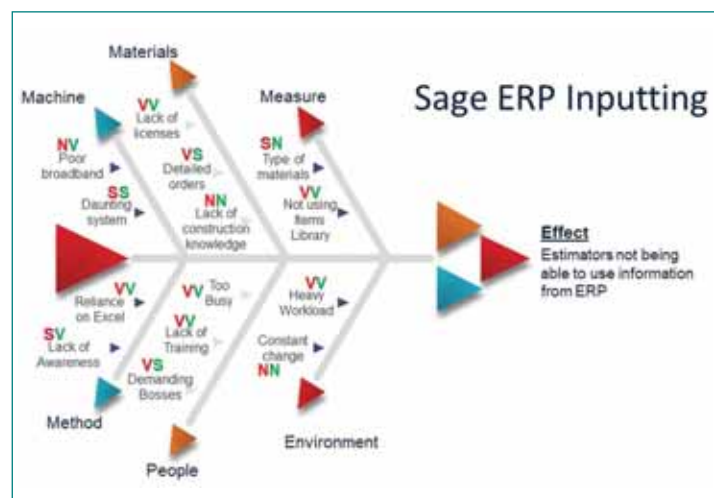 Sage ERP Inputting
Materials
VV
Lack of
licenses
VS
Detailed
orders
NN
Lack of
construction
knowledge
Machine
NV
Poor
broadband
SS
Daunting
system
Measure
SN
Type of
materials
VV
Not using
Items
Library
Effect
Estimators not being
able to use information
from ERP
VV
Reliance
on Excel
SV
Lack of
Awareness
Method
VV Too
Busy
VV
Lack of
Training
VS
Demanding
Bosses
People
VV
Heavy
Workload
Constant
change
NN
Environment